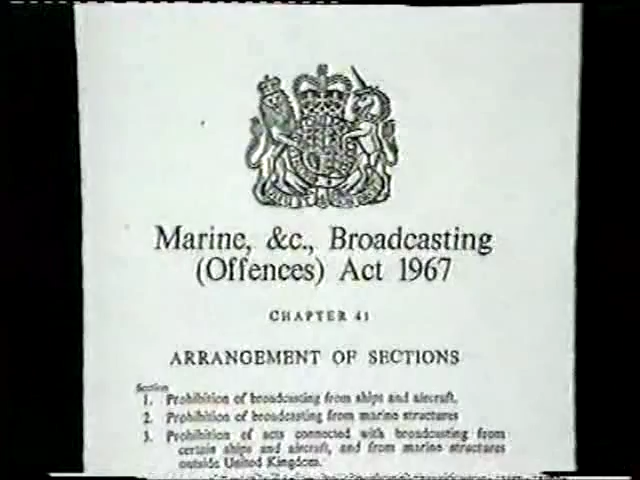 Marine, &c., Broadcasting
(Offences) Act 1967
CHAPTER 41
ARRANGEMENT OF SECTIONS
Section
1. Prohibition of broadcasting from ships and aircraft.
2. Prohibition of broadcasting from marine structures
3. Prohibition of acts connected with broadcasting from
certain ships and aircraft, and from marine structures
outside United Kingdom.